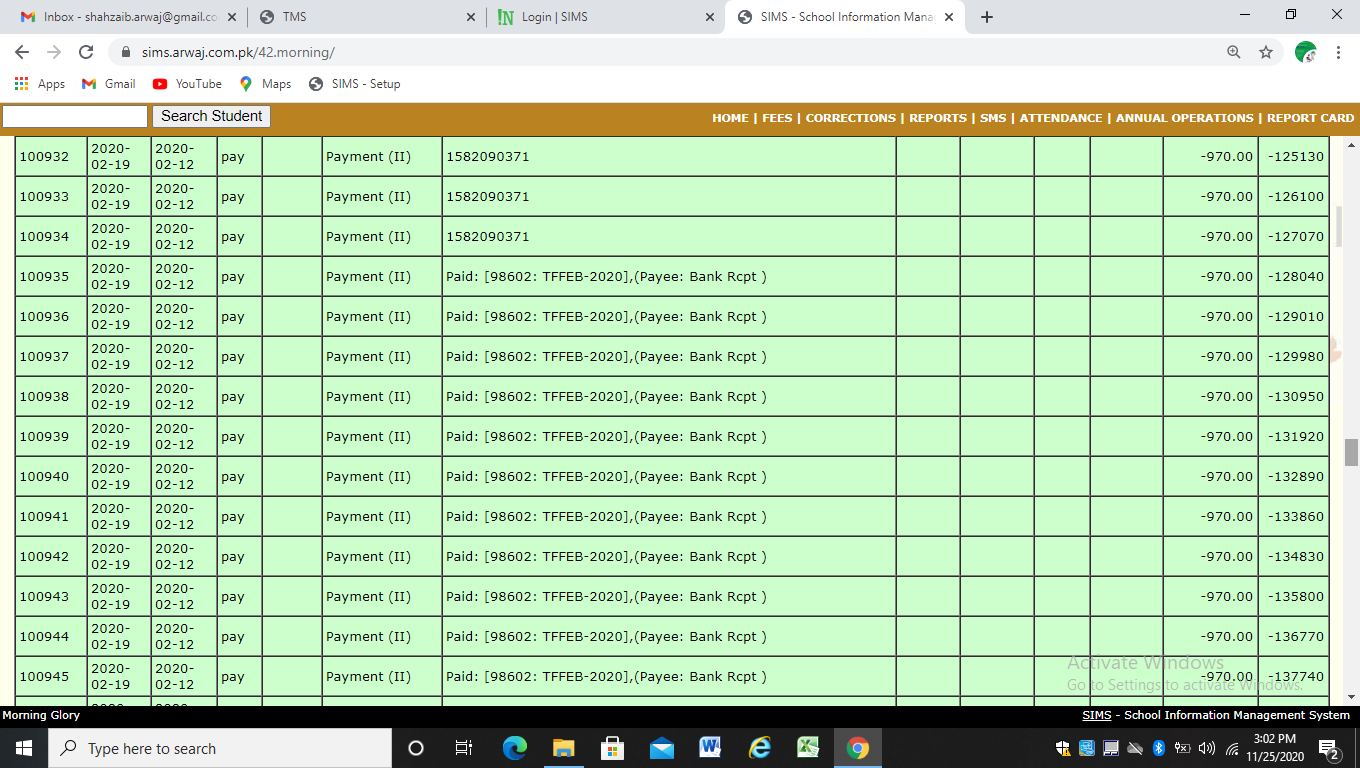 Inbox - shahzaib.arwaj@gmail.co
TMS
Login | SIMS
SIMS - School Information Mana
sims.arwaj.com.pk/42.morning/
Apps Gmail YouTube Maps SIMS - Setup
Search Student HOME | FEES | CORRECTIONS | REPORTS | SMS | ATTENDANCE | ANNUAL OPERATIONS | REPORT CARD
100932 2020-02-19 2020-02-12 pay Payment (II) 1582090371 -970.00 -125130
100933 2020-02-19 2020-02-12 pay Payment (II) 1582090371 -970.00 -126100
100934 2020-02-19 2020-02-12 pay Payment (II) 1582090371 -970.00 -127070
100935 2020-02-19 2020-02-12 pay Payment (II) Paid: [98602: TFFEB-2020],(Payee: Bank Rcpt ) -970.00 -128040
100936 2020-02-19 2020-02-12 pay Payment (II) Paid: [98602: TFFEB-2020],(Payee: Bank Rcpt ) -970.00 -129010
100937 2020-02-19 2020-02-12 pay Payment (II) Paid: [98602: TFFEB-2020],(Payee: Bank Rcpt ) -970.00 -129980
100938 2020-02-19 2020-02-12 pay Payment (II) Paid: [98602: TFFEB-2020],(Payee: Bank Rcpt ) -970.00 -130950
100939 2020-02-19 2020-02-12 pay Payment (II) Paid: [98602: TFFEB-2020],(Payee: Bank Rcpt ) -970.00 -131920
100940 2020-02-19 2020-02-12 pay Payment (II) Paid: [98602: TFFEB-2020],(Payee: Bank Rcpt ) -970.00 -132890
100941 2020-02-19 2020-02-12 pay Payment (II) Paid: [98602: TFFEB-2020],(Payee: Bank Rcpt ) -970.00 -133860
100942 2020-02-19 2020-02-12 pay Payment (II) Paid: [98602: TFFEB-2020],(Payee: Bank Rcpt ) -970.00 -134830
100943 2020-02-19 2020-02-12 pay Payment (II) Paid: [98602: TFFEB-2020],(Payee: Bank Rcpt ) -970.00 -135800
100944 2020-02-19 2020-02-12 pay Payment (II) Paid: [98602: TFFEB-2020],(Payee: Bank Rcpt ) -970.00 -136770
100945 2020-02-19 2020-02-12 pay Payment (II) Paid: [98602: TFFEB-2020],(Payee: Bank Rcpt ) -970.00 -137740
Activate Windows
Go to Settings to activate Windows.
Morning Glory SIMS - School Information Management System
Type here to search
3:02 PM
11/25/2020
2